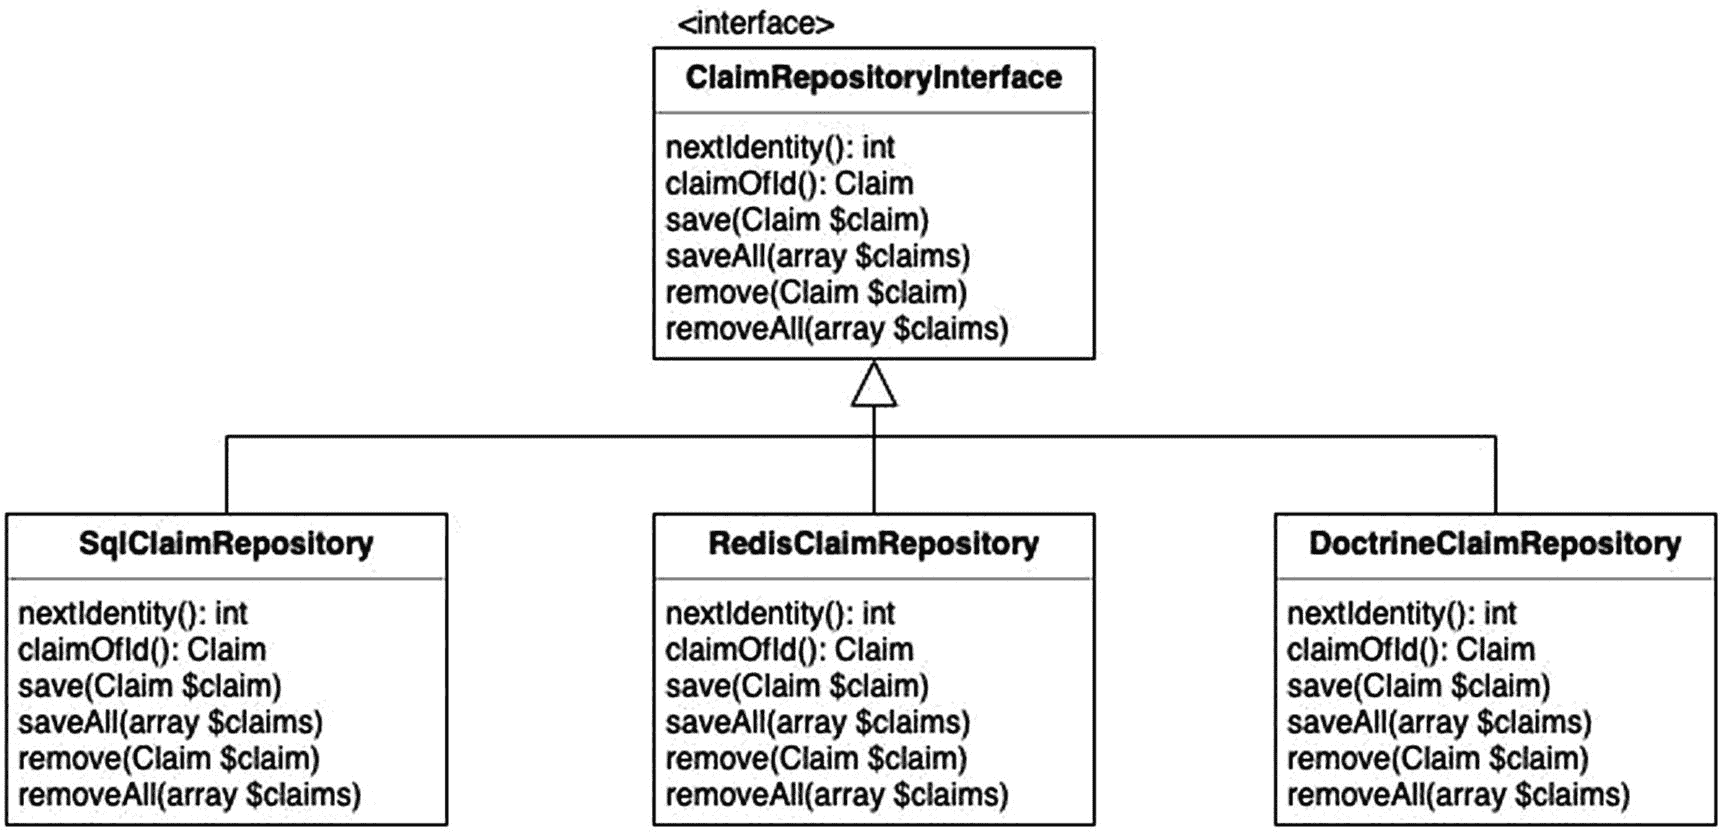 <interface>
ClaimRepositoryInterface
nextIdentity(): int
claimOfId(): Claim
save(Claim $claim)
saveAll(array $claims)
remove(Claim $claim)
removeAll(array $claims)
SqlClaimRepository
nextIdentity(): int
claimOfId(): Claim
save(Claim $claim)
saveAll(array $claims)
remove(Claim $claim)
removeAll(array $claims)
RedisClaimRepository
nextIdentity(): int
claimOfId(): Claim
save(Claim $claim)
saveAll(array $claims)
remove(Claim $claim)
removeAll(array $claims)
DoctrineClaimRepository
nextIdentity(): int
claimOfId(): Claim
save(Claim $claim)
saveAll(array $claims)
remove(Claim $claim)
removeAll(array $claims)